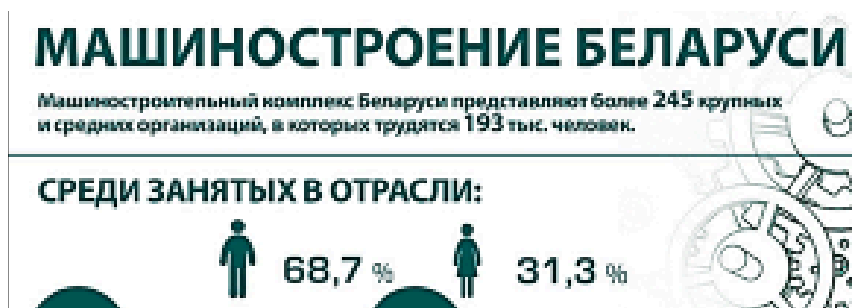 МАШИНОСТРОЕНИЕ БЕЛАРУСИ
Машиностроительный комплекс Беларуси представляют более 245 крупных
и средних организаций, в которых трудятся 193 тыс. человек.
СРЕДИ ЗАНЯТЫХ В ОТРАСЛИ:
68,7 % 31,3 %